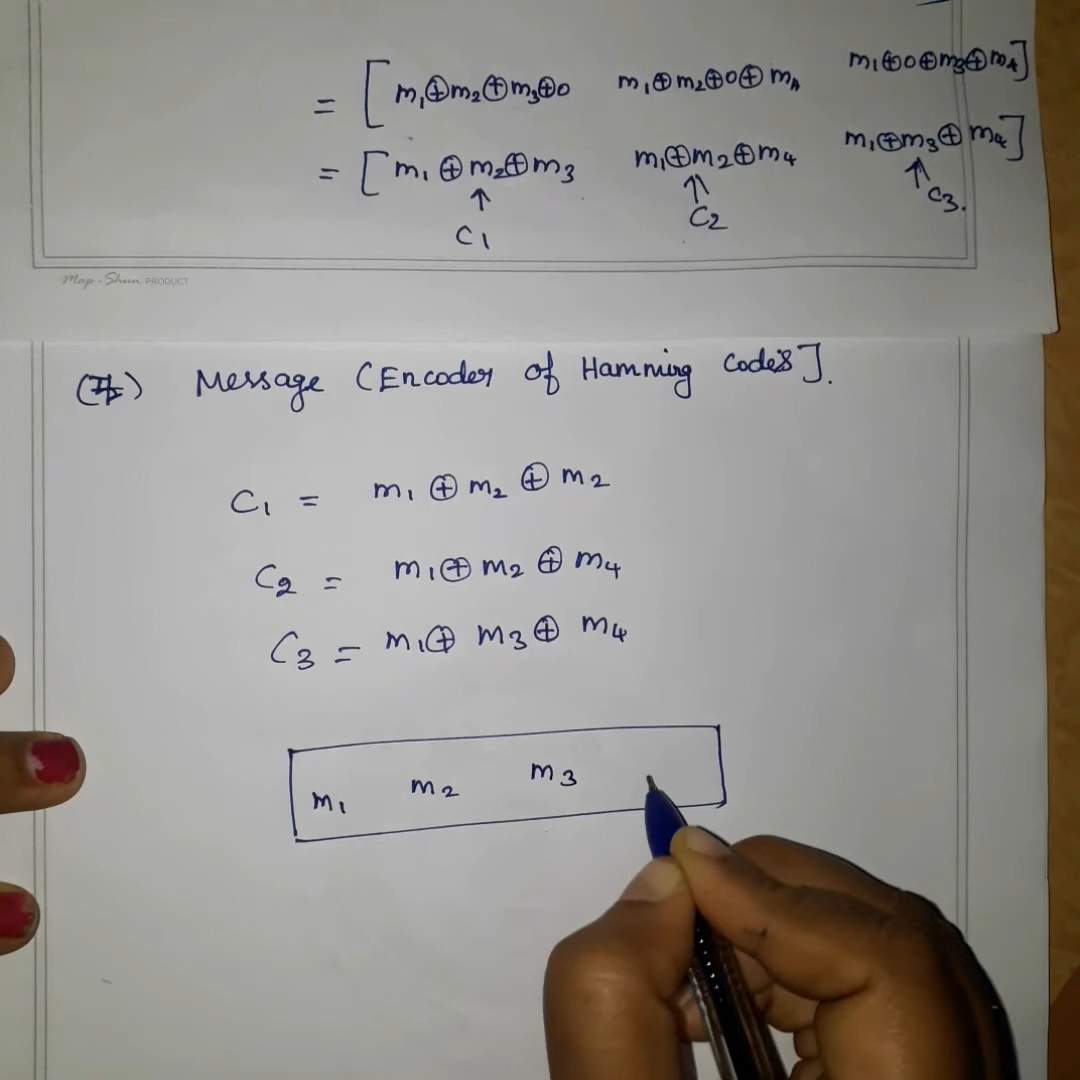 = [ m₁⊕m₂⊕m₃⊕0 m₁⊕m₂⊕0⊕m₄ m₁⊕0⊕m₃⊕m₄]
= [ m₁⊕m₂⊕m₃ m₁⊕m₂⊕m₄ m₁⊕m₃⊕m₄]
↑ ↑ ↑
C1 C2 C3.
Map-Shun PRODUCT
Message (Encoder of Hamming Codes].
C₁ = m₁ ⊕ m₂ ⊕ m₂
C₂ = m₁ ⊕ m₂ ⊕ m₄
C₃ = m₁ ⊕ m₃ ⊕ m₄
m₁ m₂ m₃